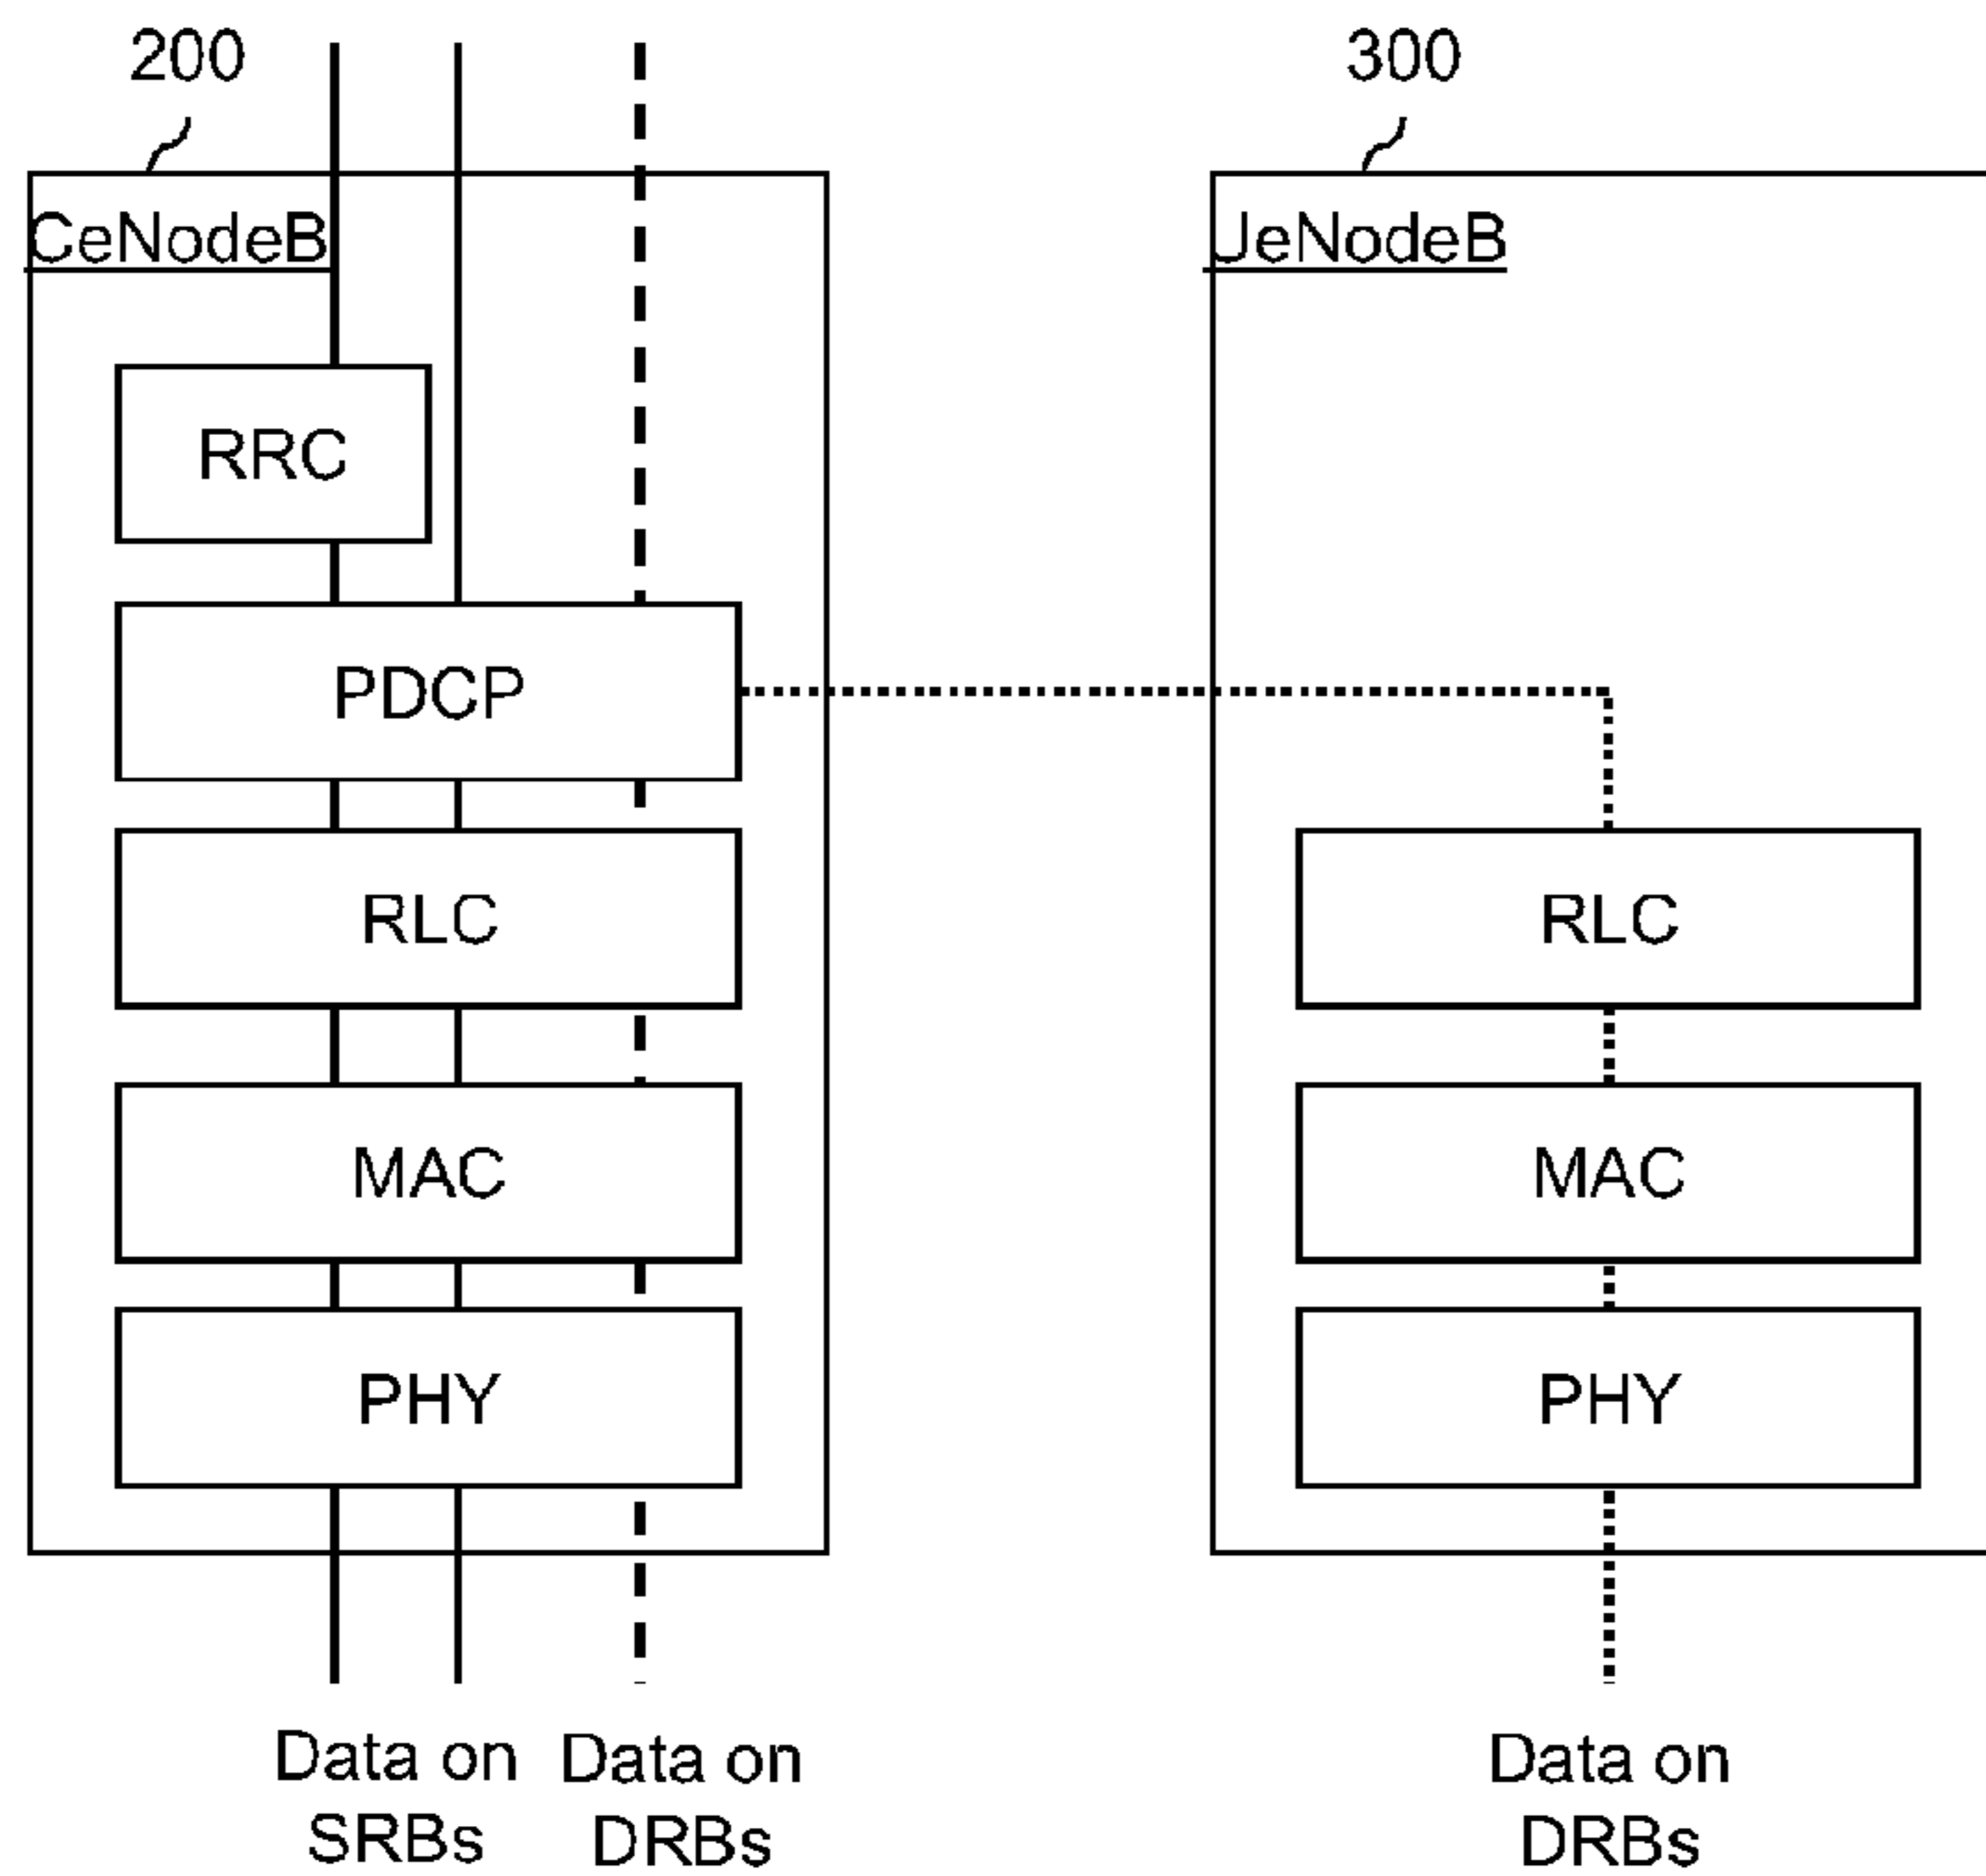 200
300
CeNodeB
JeNodeB
RRC
PDCP
RLC
RLC
MAC
MAC
PHY
PHY
Data on
SRBs
Data on
DRBs
Data on
DRBs